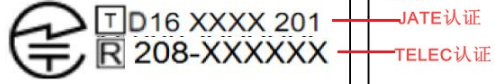 T D16 XXXX 201 JATE认证
R 208-XXXXXX TELEC认证